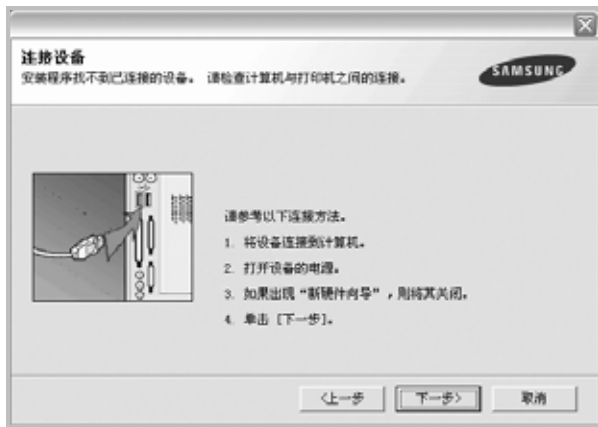 连接设备
安装程序找不到已连接的设备。 请检查计算机与打印机之间的连接。
SAMSUNG
请参考以下连接方法。
1. 将设备连接到计算机。
2. 打开设备的电源。
3. 如果出现“新硬件向导”，则将其关闭。
4. 单击 [下一步]。
<上一步
下一步>
取消